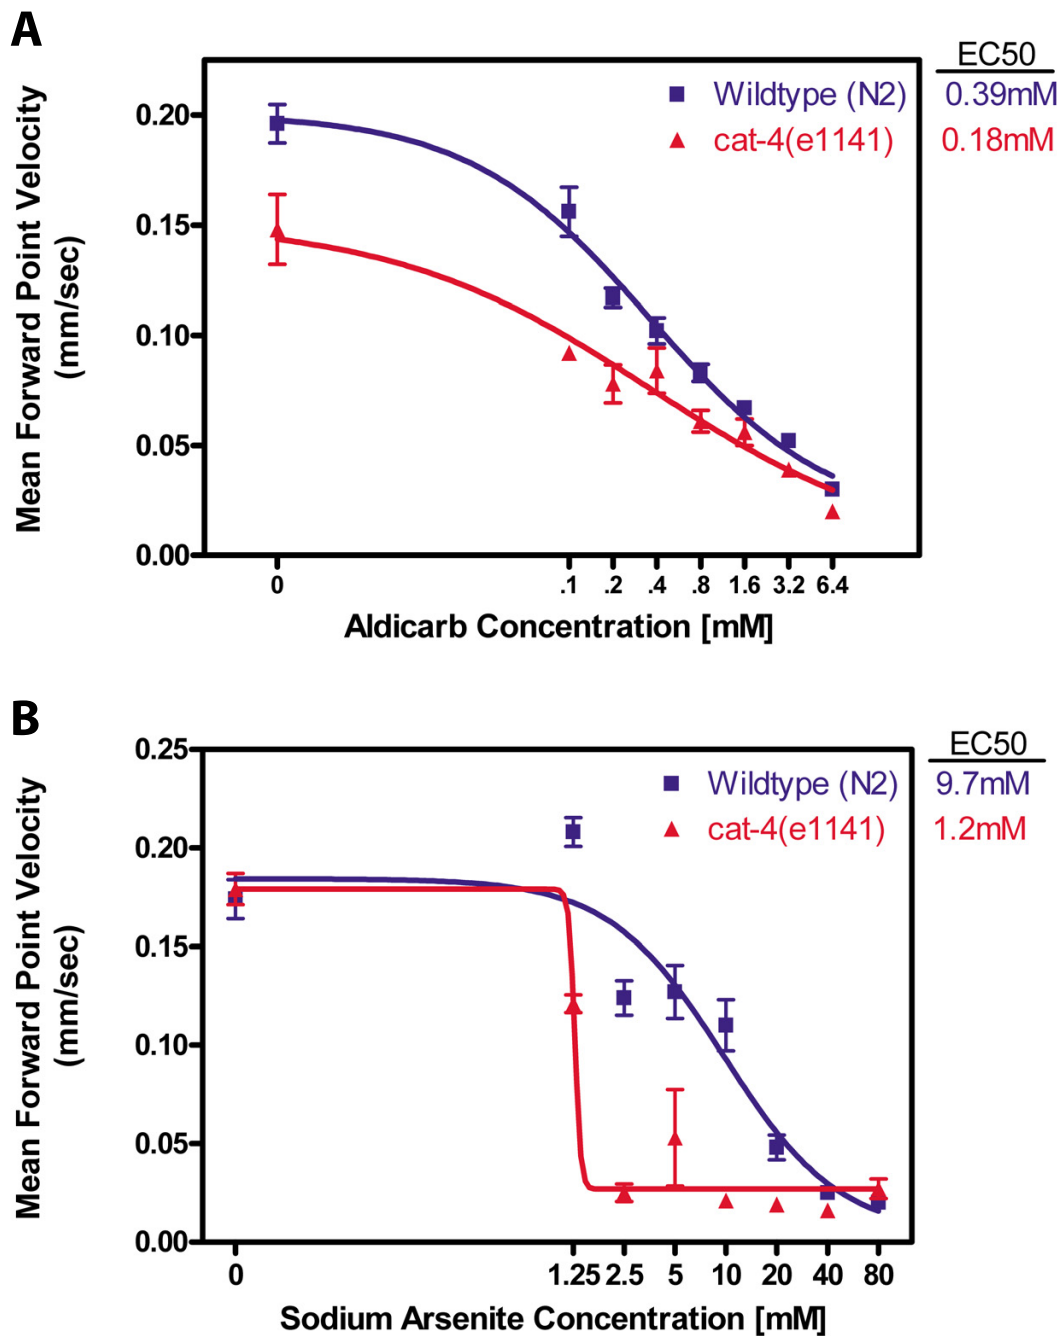 A
EC50
Wildtype (N2) 0.39mM
cat-4(e1141) 0.18mM
Mean Forward Point Velocity
(mm/sec)
0.20
0.15
0.10
0.05
0.00
0 .1 .2 .4 .8 1.6 3.2 6.4
Aldicarb Concentration [mM]
B
EC50
Wildtype (N2) 9.7mM
cat-4(e1141) 1.2mM
Mean Forward Point Velocity
(mm/sec)
0.25
0.20
0.15
0.10
0.05
0.00
0 1.25 2.5 5 10 20 40 80
Sodium Arsenite Concentration [mM]